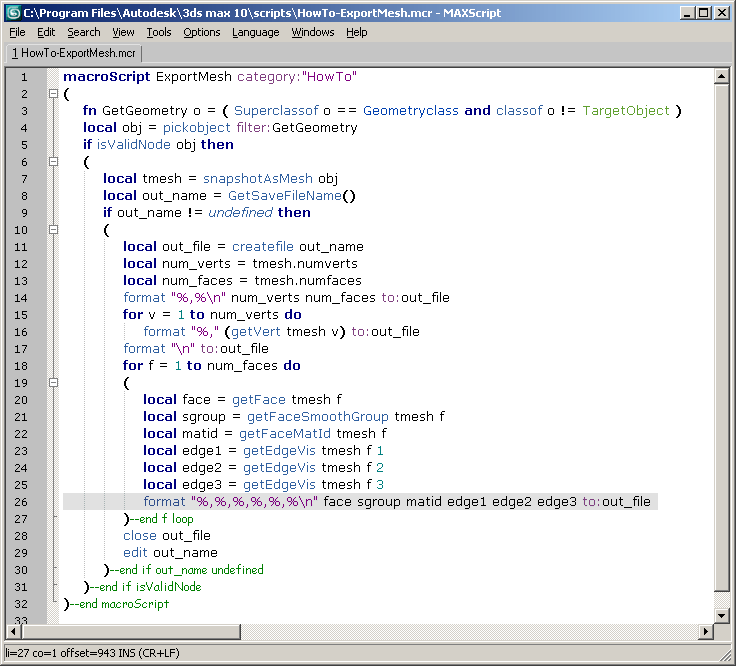 C:\Program Files\Autodesk\3ds max 10\scripts\HowTo-ExportMesh.mcr - MAXScript
File Edit Search View Tools Options Language Windows Help
1 HowTo-ExportMesh.mcr
1 macroScript ExportMesh category:"HowTo"
2 (
3 fn GetGeometry o = ( Superclassof o == Geometryclass and classof o != TargetObject )
4 local obj = pickobject filter:GetGeometry
5 if isValidNode obj then
6 (
7 local tmesh = snapshotAsMesh obj
8 local out_name = GetSaveFileName()
9 if out_name != undefined then
10 (
11 local out_file = createfile out_name
12 local num_verts = tmesh.numverts
13 local num_faces = tmesh.numfaces
14 format "%,%\n" num_verts num_faces to:out_file
15 for v = 1 to num_verts do
16 format "%," (getVert tmesh v) to:out_file
17 format "\n" to:out_file
18 for f = 1 to num_faces do
19 (
20 local face = getFace tmesh f
21 local sgroup = getFaceSmoothGroup tmesh f
22 local matid = getFaceMatId tmesh f
23 local edge1 = getEdgeVis tmesh f 1
24 local edge2 = getEdgeVis tmesh f 2
25 local edge3 = getEdgeVis tmesh f 3
26 format "%,%,%,%,%,%\n" face sgroup matid edge1 edge2 edge3 to:out_file
27 )--end f loop
28 close out_file
29 edit out_name
30 )--end if out_name undefined
31 )--end if isValidNode
32 )--end macroScript
33
li=27 co=1 offset=943 INS (CR+LF)